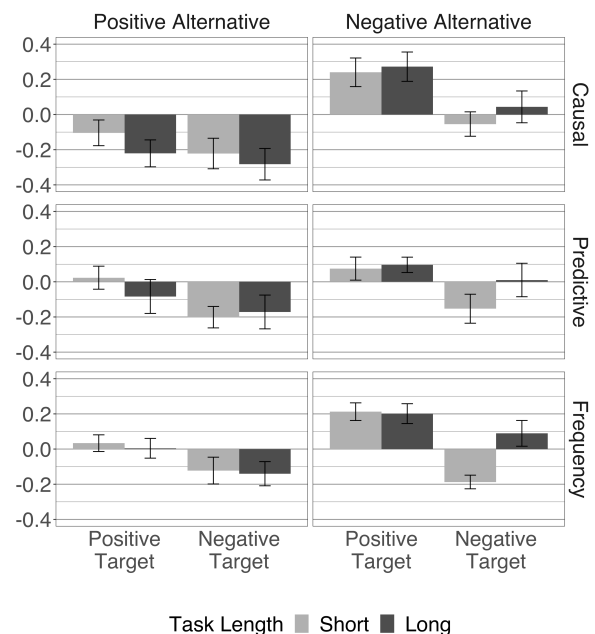 Positive Alternative Negative Alternative
0.4
0.2
0.0
-0.2
-0.4
Causal
0.4
0.2
0.0
-0.2
-0.4
Predictive
0.4
0.2
0.0
-0.2
-0.4
Frequency
Positive Target
Negative Target
Positive Target
Negative Target
Task Length Short Long